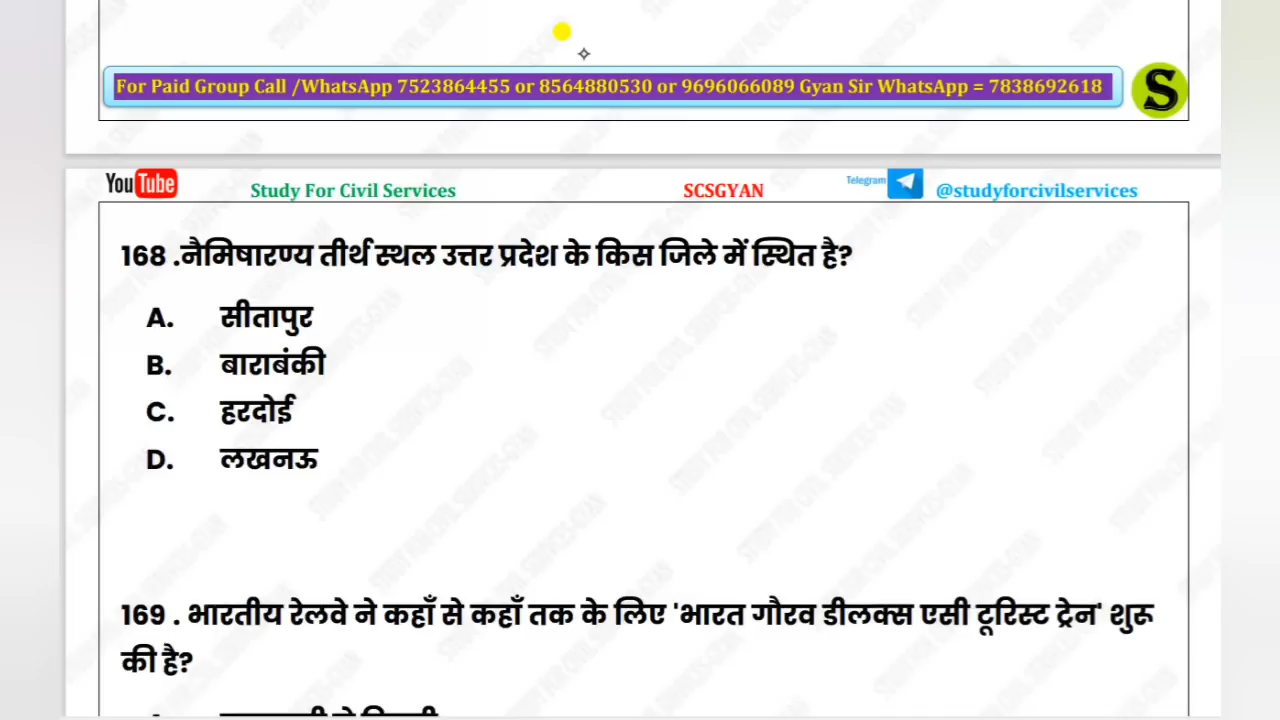 For Paid Group Call /WhatsApp 7523864455 or 8564880530 or 9696066089 Gyan Sir WhatsApp = 7838692618
S
YouTube
Study For Civil Services
SCSGYAN
Telegram
@studyforcivilservices
168 .नैमिषारण्य तीर्थ स्थल उत्तर प्रदेश के किस जिले में स्थित है?
A. सीतापुर
B. बाराबंकी
C. हरदोई
D. लखनऊ
169 . भारतीय रेलवे ने कहाँ से कहाँ तक के लिए 'भारत गौरव डीलक्स एसी टूरिस्ट ट्रेन' शुरू
की है?